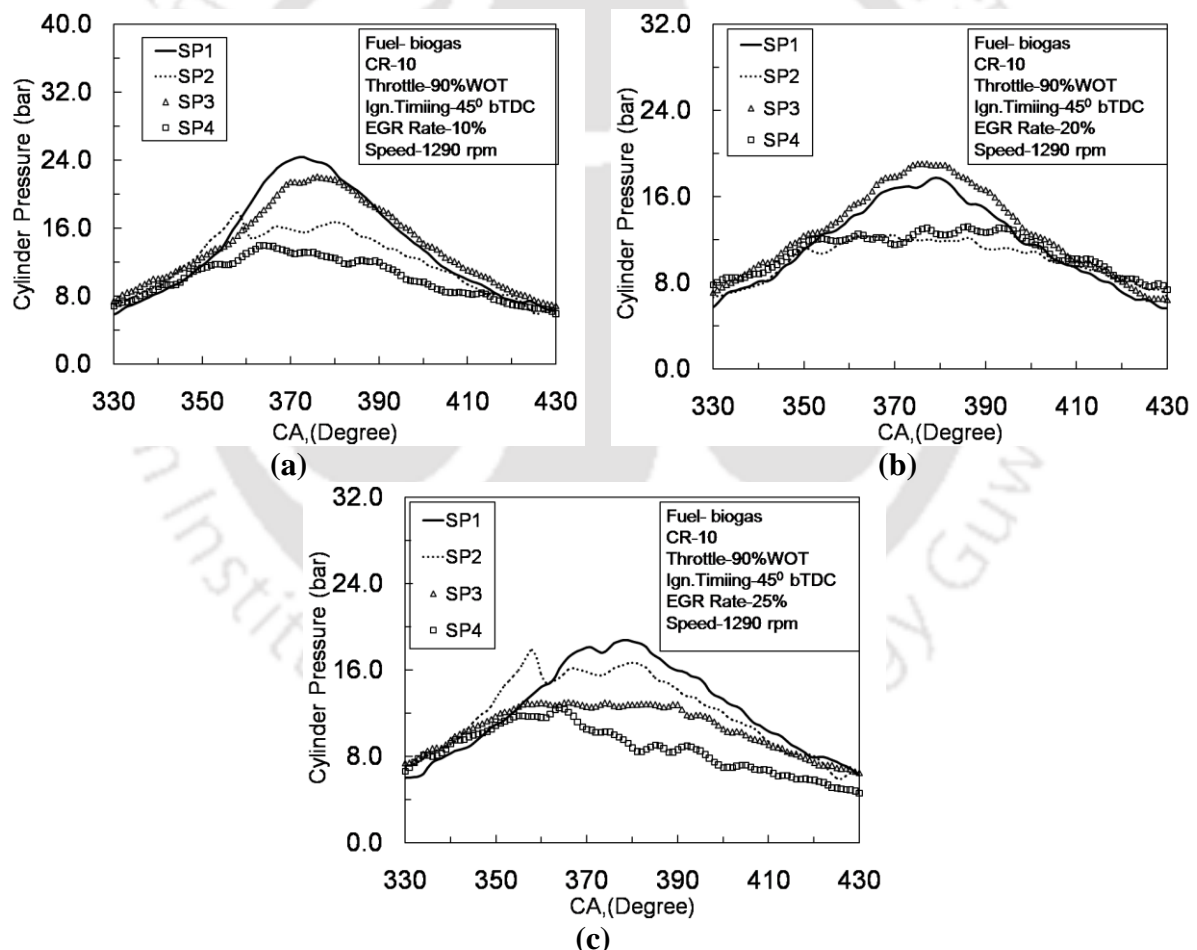 40.0
32.0
24.0
16.0
8.0
0.0
Cylinder Pressure (bar)
SP1
SP2
SP3
SP4
Fuel- biogas
CR-10
Throttle-90%WOT
Ign.Timiing-45⁰ bTDC
EGR Rate-10%
Speed-1290 rpm
330 350 370 390 410 430
CA,(Degree)
(a)
32.0
24.0
16.0
8.0
0.0
Cylinder Pressure (bar)
SP1
SP2
SP3
SP4
Fuel- biogas
CR-10
Throttle-90%WOT
Ign.Timiing-45⁰ bTDC
EGR Rate-20%
Speed-1290 rpm
330 350 370 390 410 430
CA,(Degree)
(b)
32.0
24.0
16.0
8.0
0.0
Cylinder Pressure (bar)
SP1
SP2
SP3
SP4
Fuel- biogas
CR-10
Throttle-90%WOT
Ign.Timiing-45⁰ bTDC
EGR Rate-25%
Speed-1290 rpm
330 350 370 390 410 430
CA,(Degree)
(c)